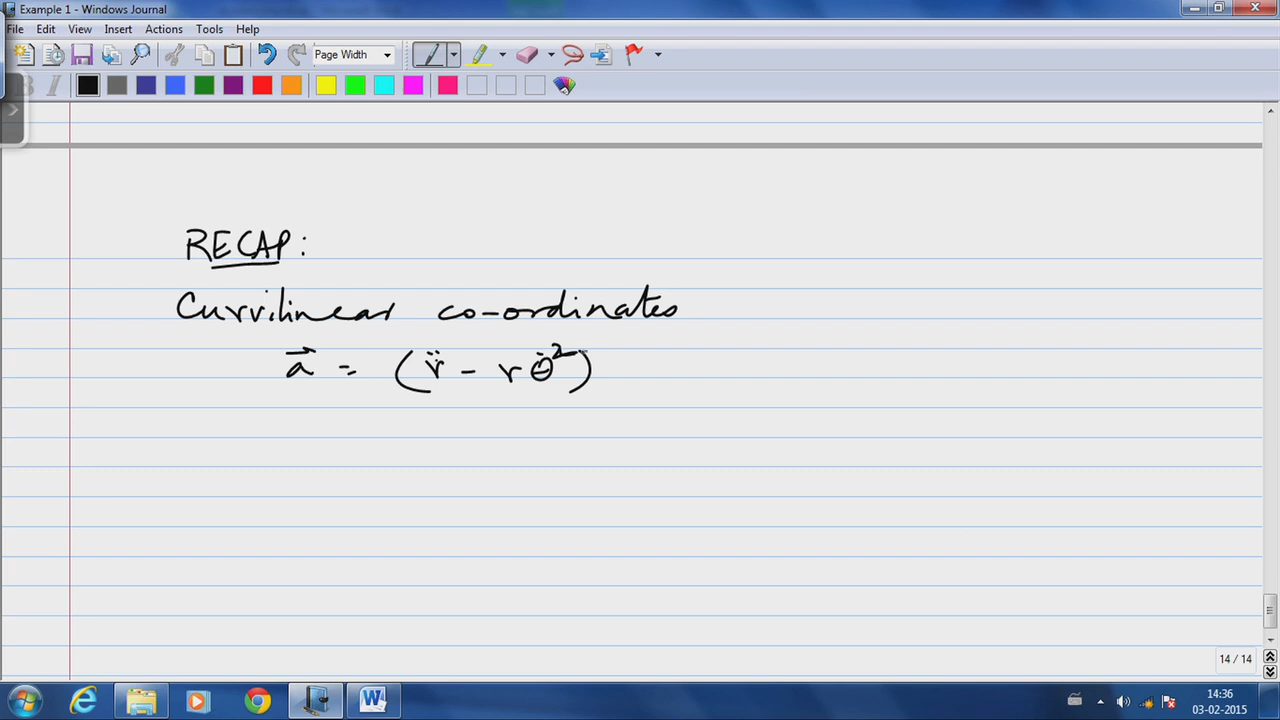 Example 1 - Windows Journal
File Edit View Insert Actions Tools Help
Page Width
B I
RECAP:
Curvilinear co-ordinates
a⃗ = (r̈ - r θ̇²)
14 / 14
W
14:36
03-02-2015